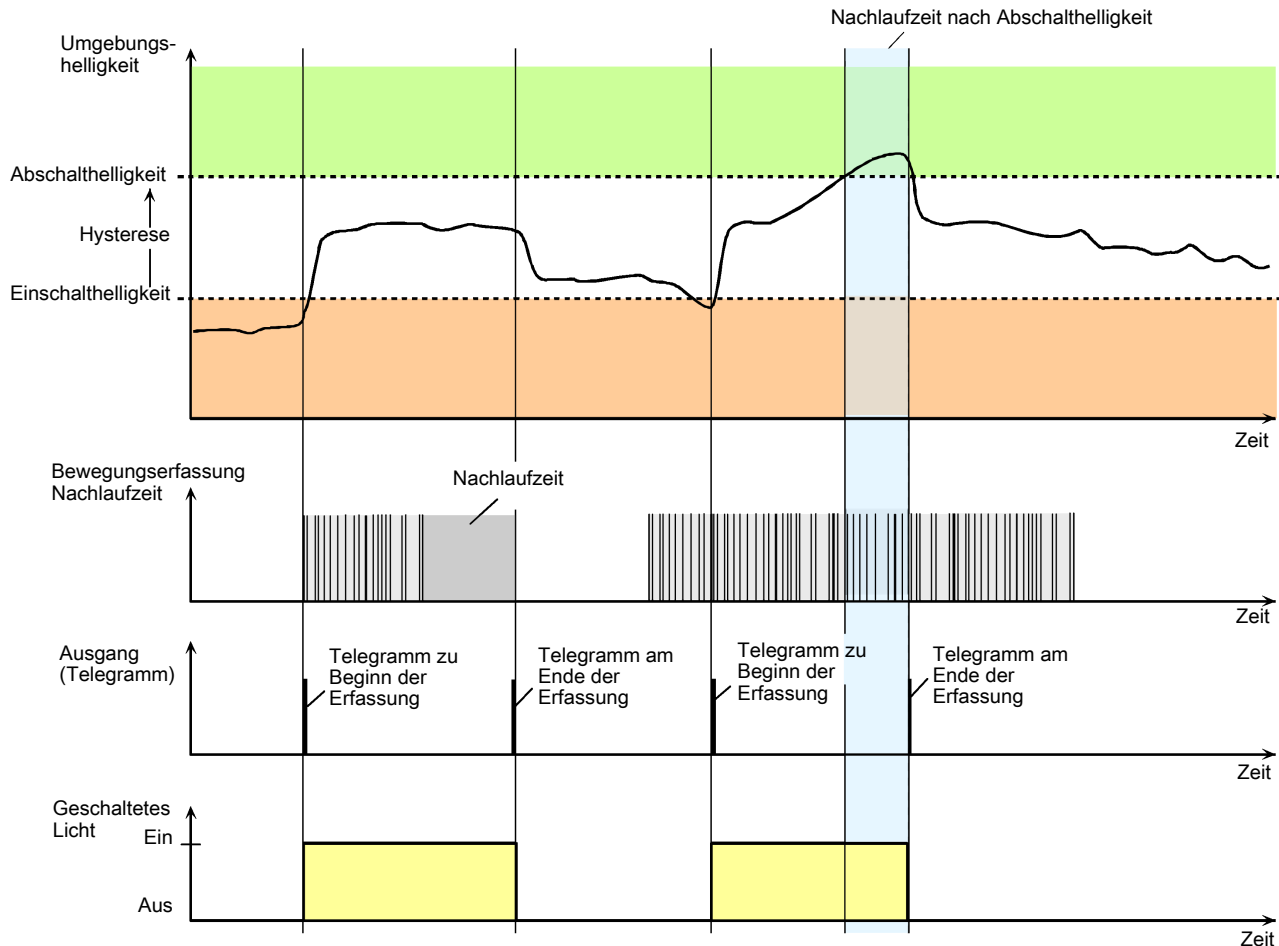 Nachlaufzeit nach Abschalthelligkeit
Umgebungs-
helligkeit
Abschalthelligkeit
Hysterese
Einschalthelligkeit
Zeit
Bewegungserfassung
Nachlaufzeit
Nachlaufzeit
Zeit
Ausgang
(Telegramm)
Telegramm zu
Beginn der
Erfassung
Telegramm am
Ende der
Erfassung
Telegramm zu
Beginn der
Erfassung
Telegramm am
Ende der
Erfassung
Zeit
Geschaltetes
Licht
Ein
Aus
Zeit